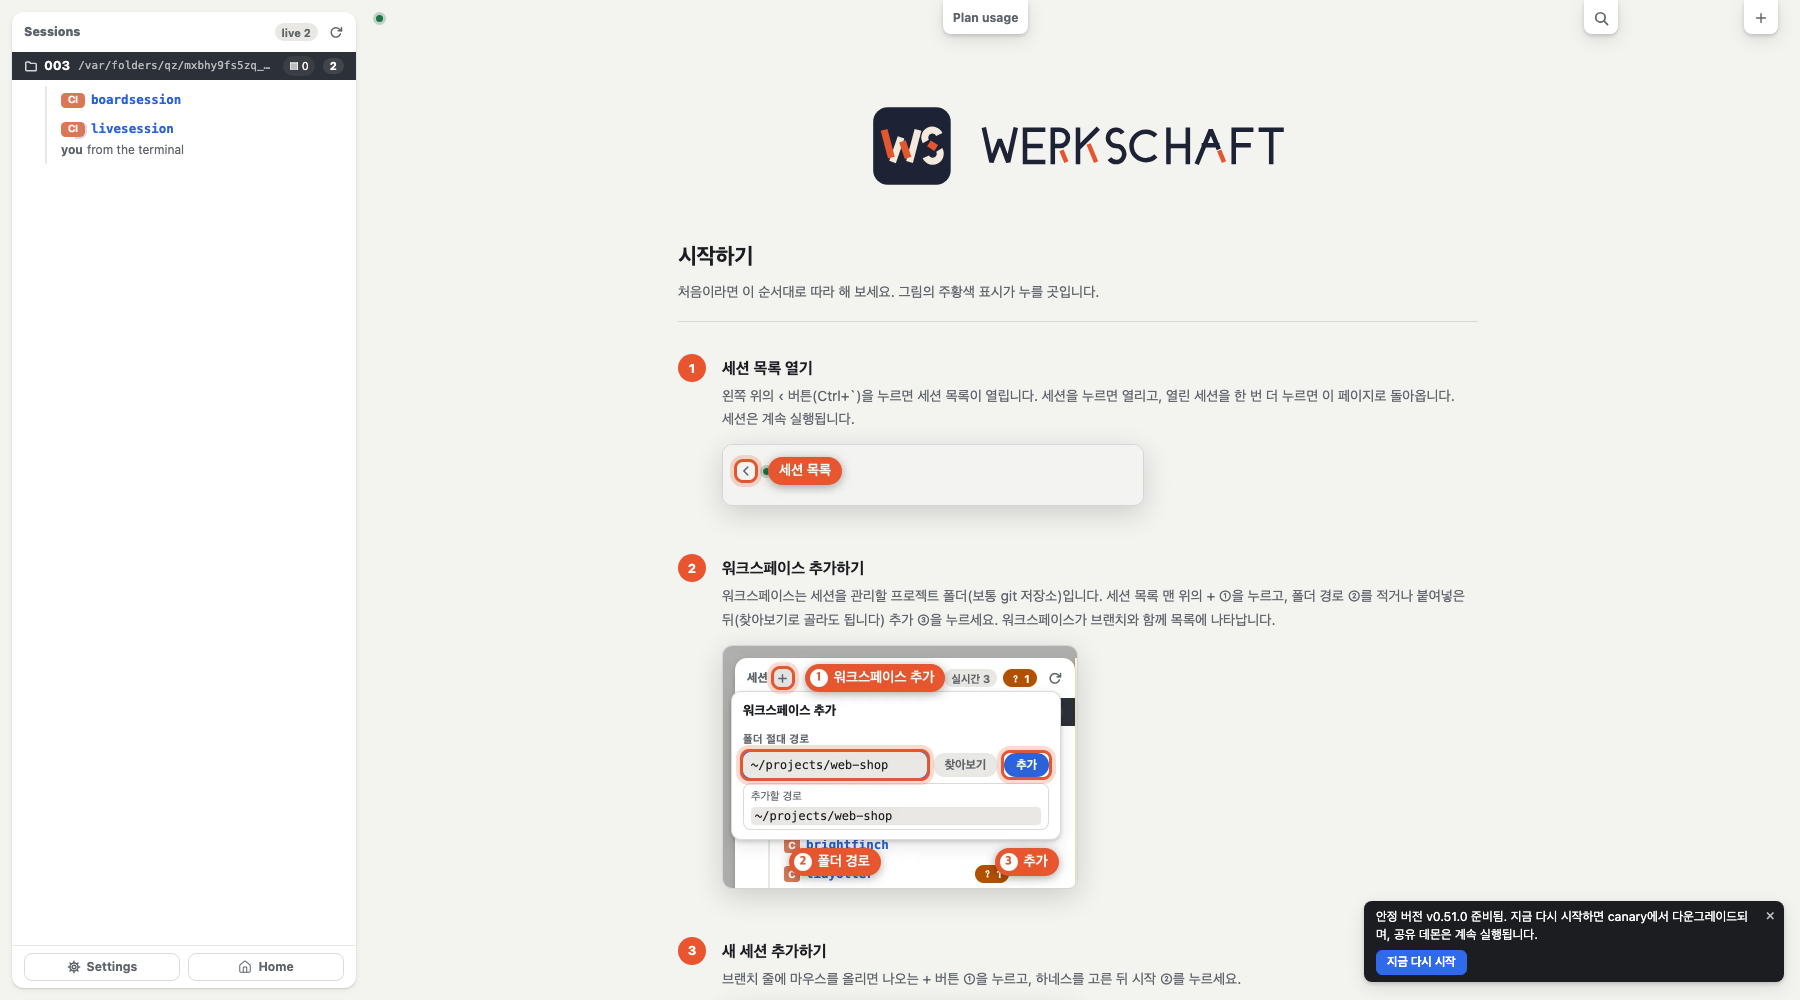 Sessions
live 2
003 /var/folders/qz/mxbhy9fs5zq_… 0 2
CI boardsession
CI livesession
you from the terminal
Settings
Home
Plan usage
WS WERKSCHAFT
시작하기
처음이라면 이 순서대로 따라 해 보세요. 그림의 주황색 표시가 누를 곳입니다.
1 세션 목록 열기
왼쪽 위의 ‹ 버튼(Ctrl+`)을 누르면 세션 목록이 열립니다. 세션을 누르면 열리고, 열린 세션을 한 번 더 누르면 이 페이지로 돌아옵니다.
세션은 계속 실행됩니다.
세션 목록
2 워크스페이스 추가하기
워크스페이스는 세션을 관리할 프로젝트 폴더(보통 git 저장소)입니다. 세션 목록 맨 위의 + ①을 누르고, 폴더 경로 ②를 적거나 붙여넣은
뒤(찾아보기로 골라도 됩니다) 추가 ③을 누르세요. 워크스페이스가 브랜치와 함께 목록에 나타납니다.
세션 + 1 워크스페이스 추가 실시간 3 ? 1
워크스페이스 추가
폴더 절대 경로
~/projects/web-shop 찾아보기 추가
추가할 경로
~/projects/web-shop
C brightfinch
2 폴더 경로
3 추가
C ? 1
3 새 세션 추가하기
브랜치 줄에 마우스를 올리면 나오는 + 버튼 ①을 누르고, 하네스를 고른 뒤 시작 ②를 누르세요.
안정 버전 v0.51.0 준비됨. 지금 다시 시작하면 canary에서 다운그레이드되
며, 공유 데몬은 계속 실행됩니다.
지금 다시 시작